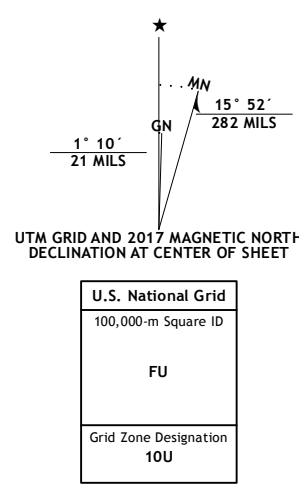 ★
MN
15° 52´
282 MILS
GN
1° 10´
21 MILS
UTM GRID AND 2017 MAGNETIC NORTH
DECLINATION AT CENTER OF SHEET
U.S. National Grid
100,000-m Square ID
FU
Grid Zone Designation
10U